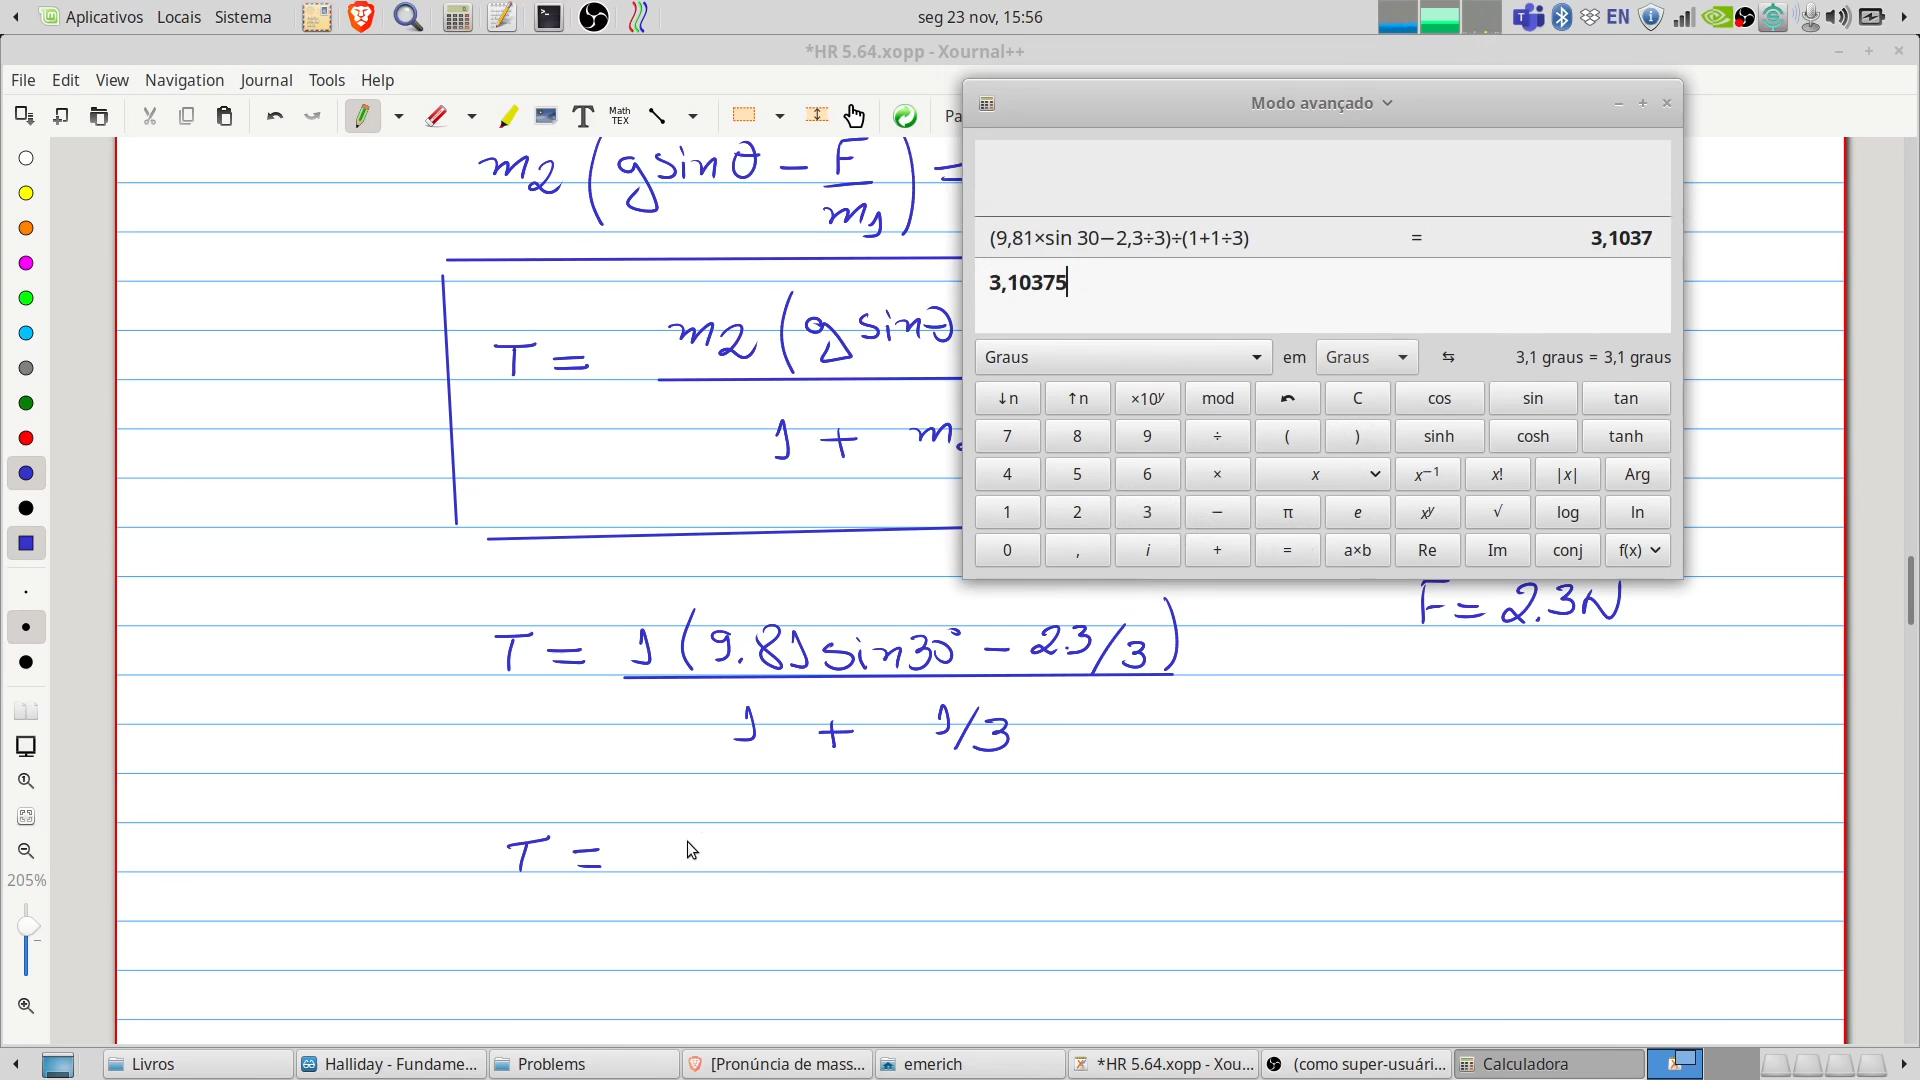 Aplicativos Locais Sistema seg 23 nov, 15:56 EN
*HR 5.64.xopp - Xournal++
File Edit View Navigation Journal Tools Help
Math TEX Pa
Modo avançado
(9,81×sin 30−2,3÷3)÷(1+1÷3) = 3,1037
3,10375
Graus em Graus 3,1 graus = 3,1 graus
↓n ↑n ×10^y mod C cos sin tan
7 8 9 ÷ ( ) sinh cosh tanh
4 5 6 × x x⁻¹ x! |x| Arg
1 2 3 − π e x^y √ log ln
0 , i + = a×b Re Im conj f(x)
m2 (g sin θ − F/m1) =
T = m2 (g sin θ
1 + m
F = 2.3N
T = 1 (9.81 sin 30° − 2.3/3)
1 + 1/3
T =
205%
Livros Halliday - Fundame... Problems [Pronúncia de mass... emerich *HR 5.64.xopp - Xou... (como super-usuári... Calculadora